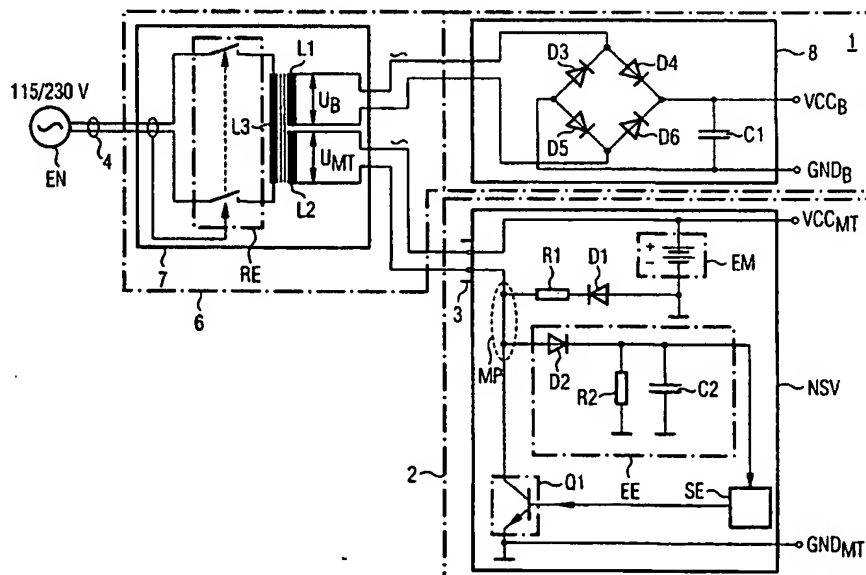 1
8
D3
D4
D5
D6
C1
VCC_B
GND_B
115/230 V
EN
4
L1
L3
L2
U_B
U_MT
~
~
RE
7
6
VCC_MT
+
−
EM
R1
D1
3
MP
D2
R2
C2
NSV
EE
2
Q1
SE
GND_MT